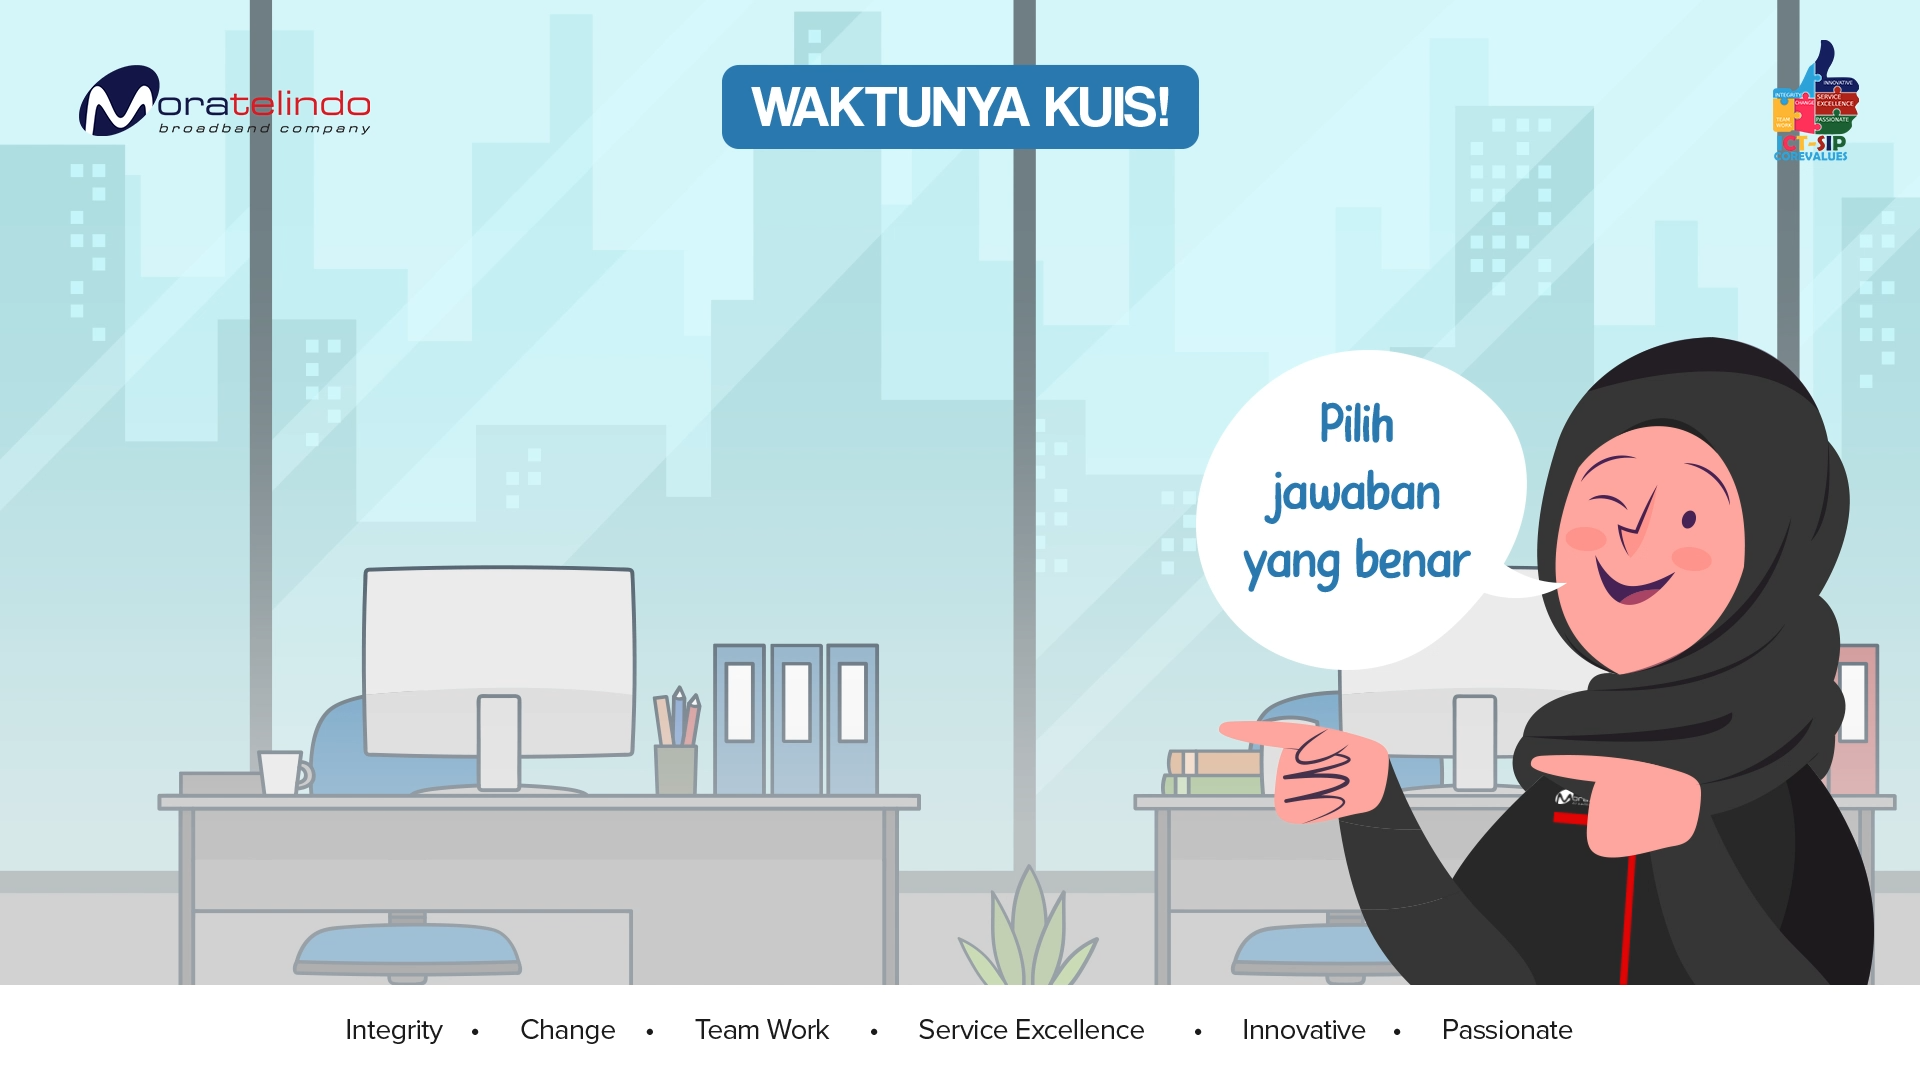 Moratelindo
broadband company
WAKTUNYA KUIS!
INNOVATIVE
INTEGRITY
CHANGE
SERVICE
EXCELLENCE
TEAM
WORK
PASSIONATE
ICT-SIP
COREVALUES
Pilih
jawaban
yang benar
Integrity • Change • Team Work • Service Excellence • Innovative • Passionate